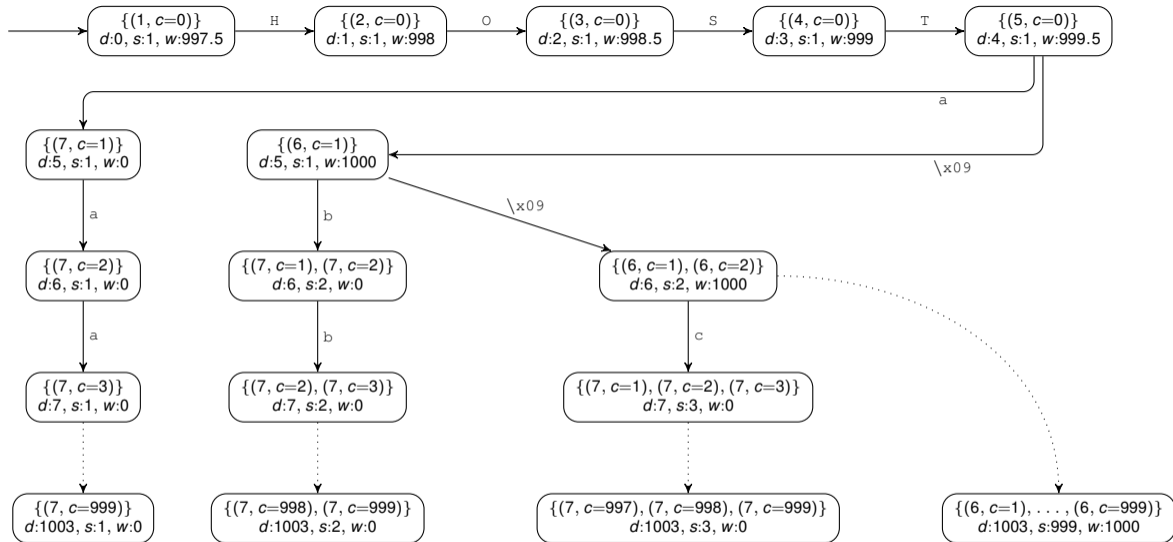 {(1, c=0)}
d:0, s:1, w:997.5
H
{(2, c=0)}
d:1, s:1, w:998
O
{(3, c=0)}
d:2, s:1, w:998.5
S
{(4, c=0)}
d:3, s:1, w:999
T
{(5, c=0)}
d:4, s:1, w:999.5
a
\x09
{(7, c=1)}
d:5, s:1, w:0
{(6, c=1)}
d:5, s:1, w:1000
a
b
\x09
{(7, c=2)}
d:6, s:1, w:0
{(7, c=1), (7, c=2)}
d:6, s:2, w:0
{(6, c=1), (6, c=2)}
d:6, s:2, w:1000
a
b
c
{(7, c=3)}
d:7, s:1, w:0
{(7, c=2), (7, c=3)}
d:7, s:2, w:0
{(7, c=1), (7, c=2), (7, c=3)}
d:7, s:3, w:0
{(7, c=999)}
d:1003, s:1, w:0
{(7, c=998), (7, c=999)}
d:1003, s:2, w:0
{(7, c=997), (7, c=998), (7, c=999)}
d:1003, s:3, w:0
{(6, c=1), . . . , (6, c=999)}
d:1003, s:999, w:1000